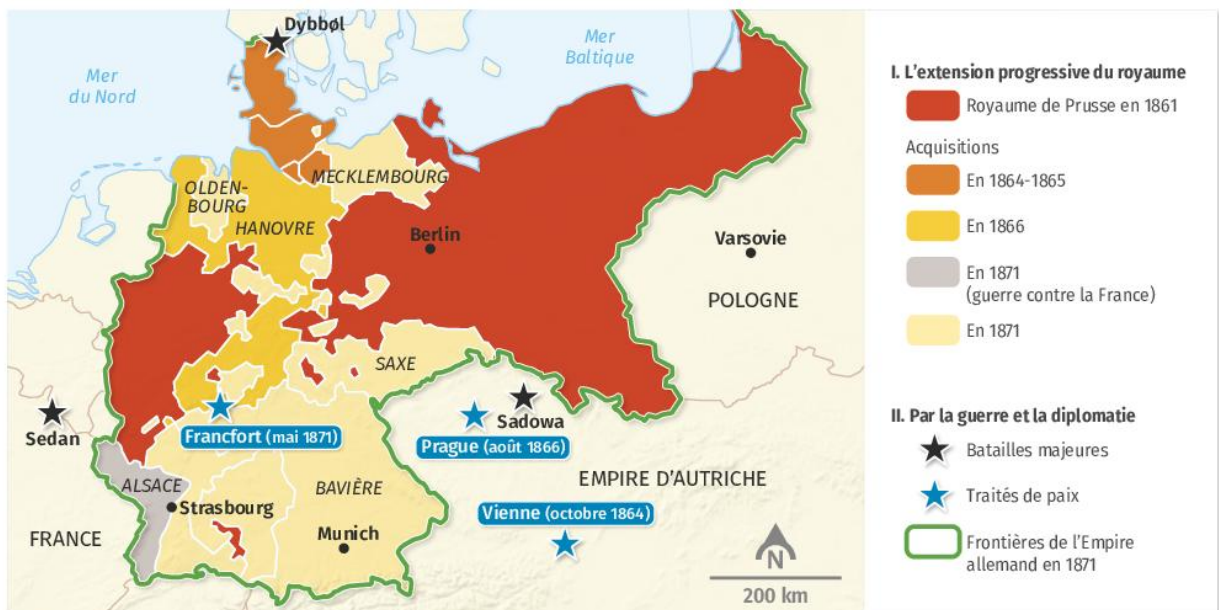 Dybbøl
Mer
Baltique
Mer
du Nord
OLDEN-
BOURG
MECKLEMBOURG
HANOVRE
Berlin
Varsovie
POLOGNE
SAXE
Sedan
Sadowa
Francfort (mai 1871)
Prague (août 1866)
ALSACE
BAVIÈRE
EMPIRE D'AUTRICHE
Strasbourg
Vienne (octobre 1864)
FRANCE
Munich
N
200 km
I. L'extension progressive du royaume
Royaume de Prusse en 1861
Acquisitions
En 1864-1865
En 1866
En 1871
(guerre contre la France)
En 1871
II. Par la guerre et la diplomatie
Batailles majeures
Traités de paix
Frontières de l'Empire
allemand en 1871